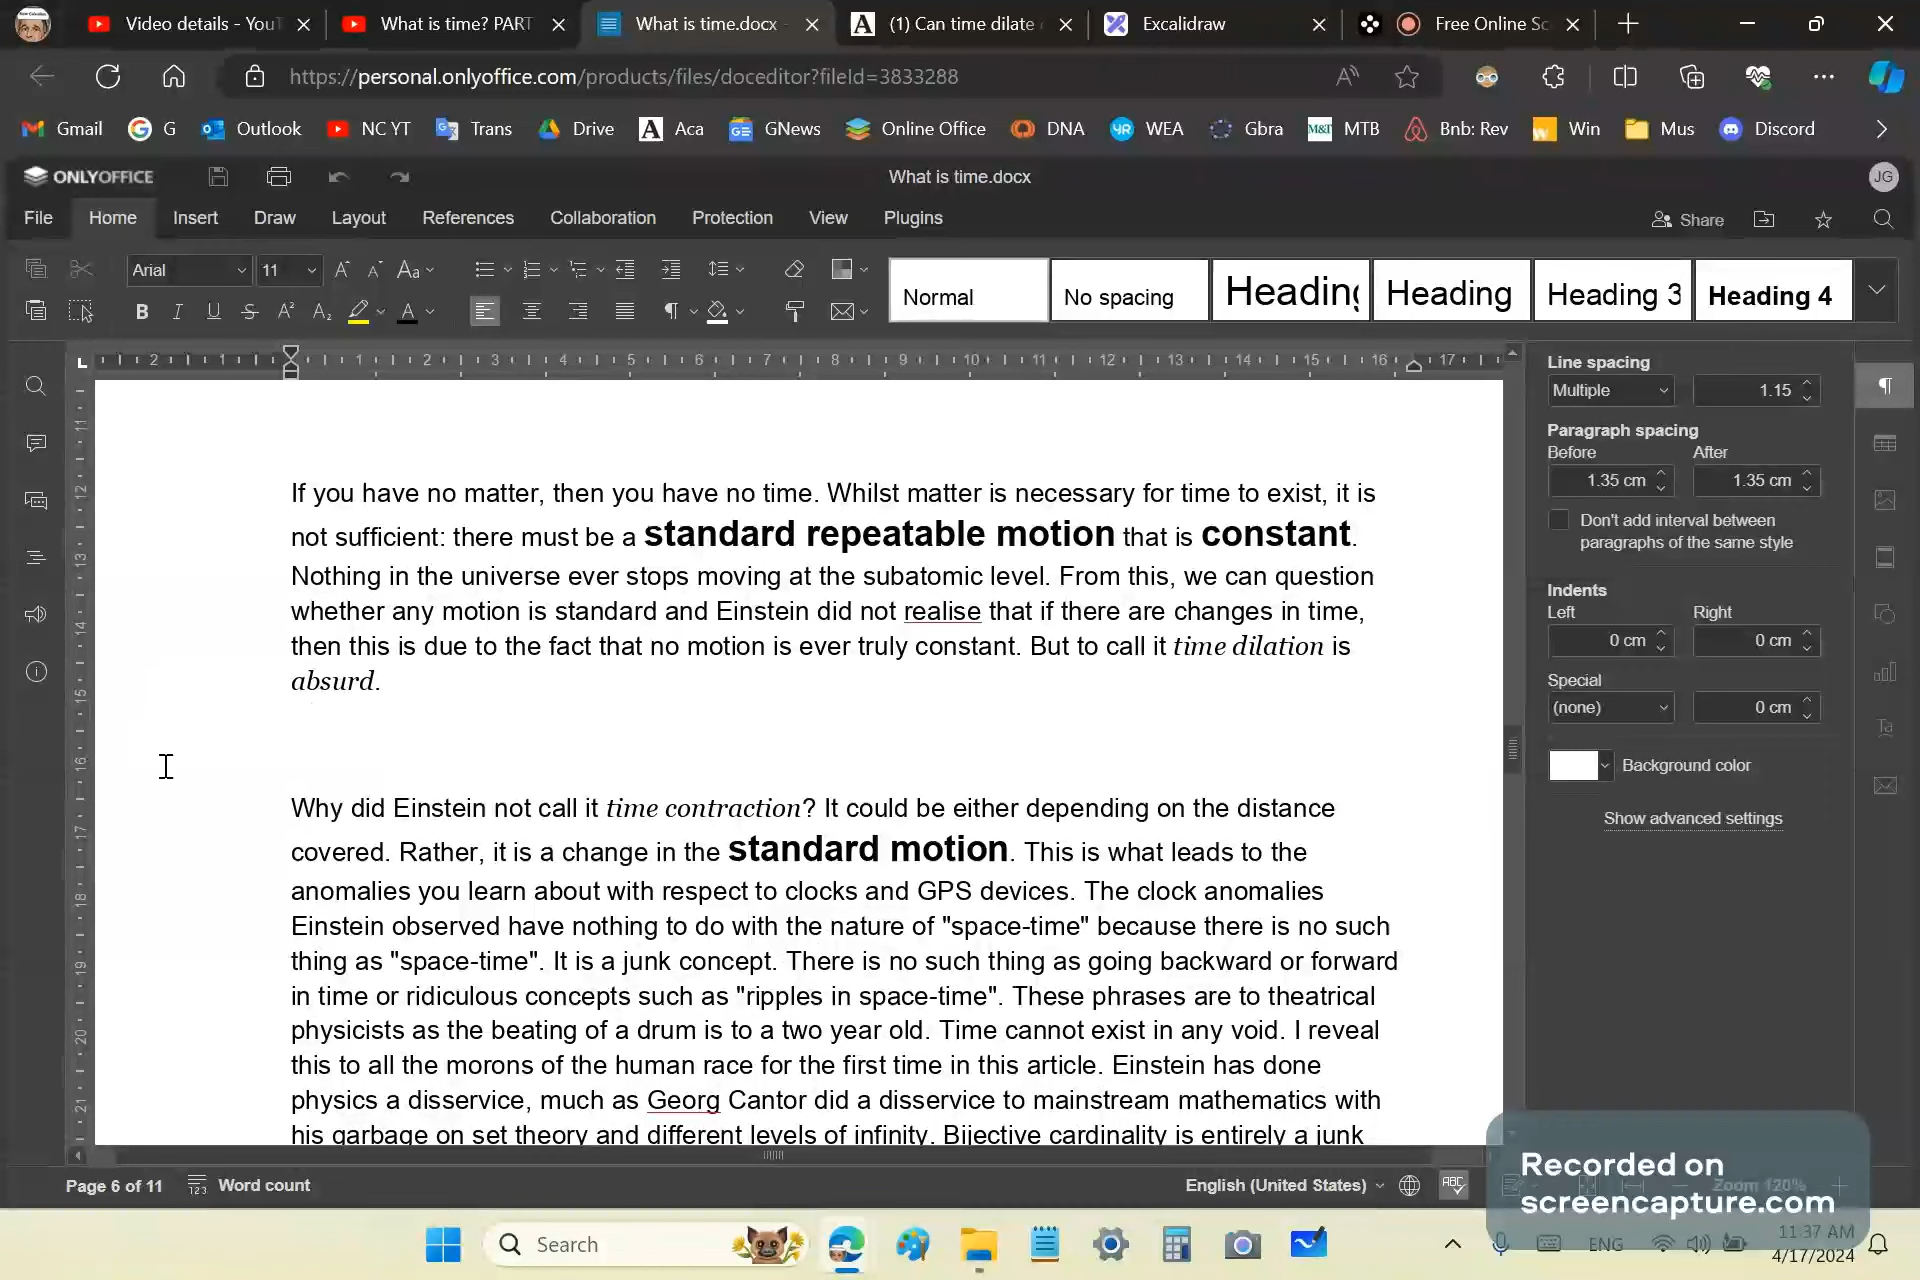 Video details - You
What is time? PART
What is time.docx
(1) Can time dilate
Excalidraw
Free Online Sc
https://personal.onlyoffice.com/products/files/doceditor?fileId=3833288
Gmail
G
Outlook
NC YT
Trans
Drive
Aca
GNews
Online Office
DNA
WEA
Gbra
MTB
Bnb: Rev
Win
Mus
Discord
ONLYOFFICE
What is time.docx
JG
File
Home
Insert
Draw
Layout
References
Collaboration
Protection
View
Plugins
Share
Arial
11
Normal
No spacing
Heading
Heading
Heading 3
Heading 4
Line spacing
Multiple
1.15
Paragraph spacing
Before
After
1.35 cm
1.35 cm
Don't add interval between
paragraphs of the same style
Indents
Left
Right
0 cm
0 cm
Special
(none)
0 cm
Background color
Show advanced settings
If you have no matter, then you have no time. Whilst matter is necessary for time to exist, it is
not sufficient: there must be a standard repeatable motion that is constant.
Nothing in the universe ever stops moving at the subatomic level. From this, we can question
whether any motion is standard and Einstein did not realise that if there are changes in time,
then this is due to the fact that no motion is ever truly constant. But to call it time dilation is
absurd.
Why did Einstein not call it time contraction? It could be either depending on the distance
covered. Rather, it is a change in the standard motion. This is what leads to the
anomalies you learn about with respect to clocks and GPS devices. The clock anomalies
Einstein observed have nothing to do with the nature of "space-time" because there is no such
thing as "space-time". It is a junk concept. There is no such thing as going backward or forward
in time or ridiculous concepts such as "ripples in space-time". These phrases are to theatrical
physicists as the beating of a drum is to a two year old. Time cannot exist in any void. I reveal
this to all the morons of the human race for the first time in this article. Einstein has done
physics a disservice, much as Georg Cantor did a disservice to mainstream mathematics with
his garbage on set theory and different levels of infinity. Bijective cardinality is entirely a junk
Page 6 of 11
Word count
English (United States)
Zoom 120%
Recorded on
screencapture.com
Search
ENG
11:37 AM
4/17/2024